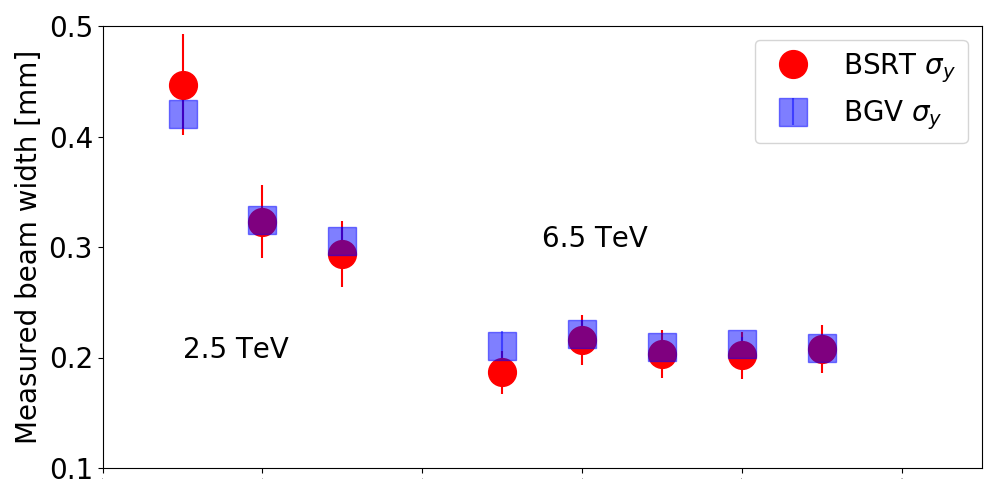 0.5
0.4
0.3
0.2
0.1
Measured beam width [mm]
BSRT σy
BGV σy
6.5 TeV
2.5 TeV